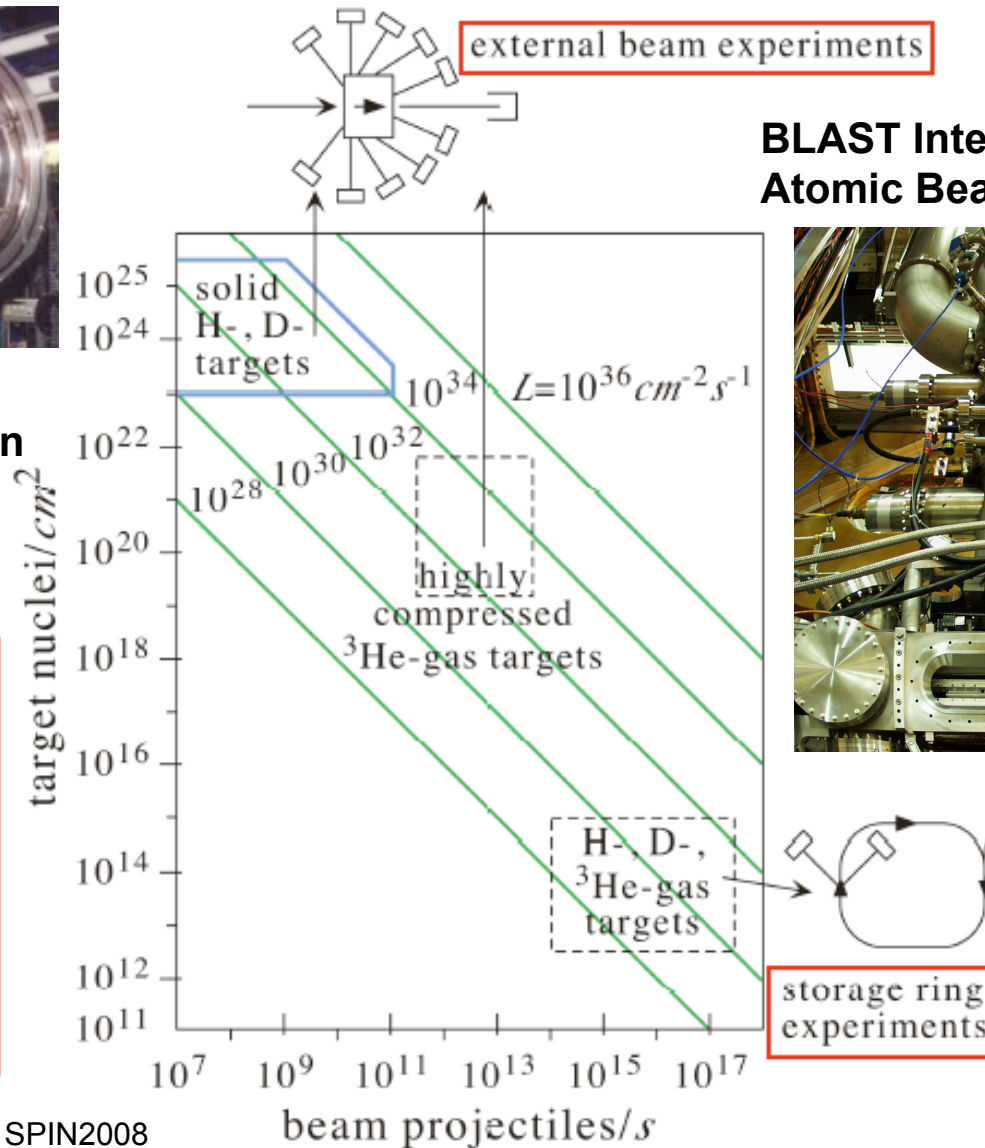 external beam experiments
BLAST Inte
Atomic Bea
10^25
solid
H-, D-
targets
10^24
10^34
L=10^36 cm^-2 s^-1
n
10^22
10^32
10^30
10^28
target nuclei/cm^2
10^20
highly
compressed
^3He-gas targets
10^18
10^16
H-, D-,
^3He-gas
targets
10^14
10^12
10^11
storage ring
experiments
10^7 10^9 10^11 10^13 10^15 10^17
beam projectiles/s
SPIN2008